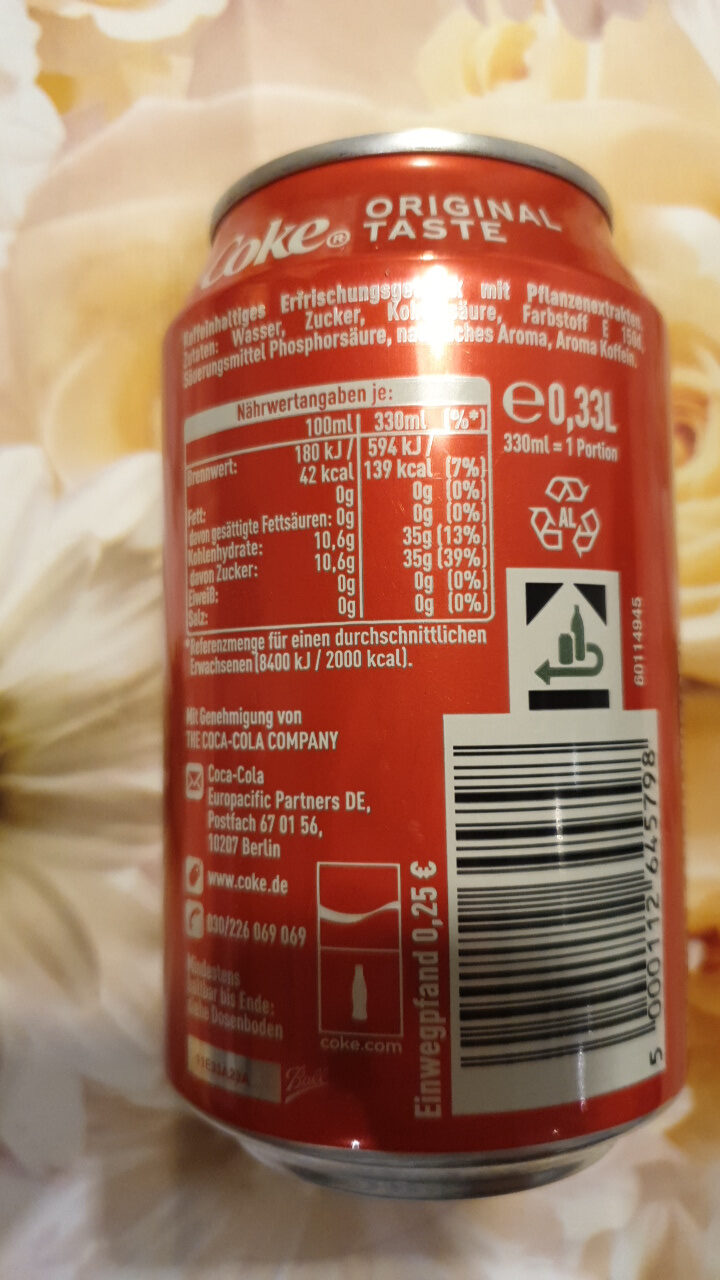 Coke® ORIGINAL
TASTE
Koffeinhaltiges mit Pflanzenextrakten.
Zutaten: Wasser, Zucker, Farbstoff E 150d,
Säuerungsmittel Phosphorsäure, Aroma, Aroma Koffein.
Nährwertangaben je:
100ml 330ml (%*)
Brennwert: 180 kJ / 594 kJ /
42 kcal 139 kcal (7%)
Fett: 0g 0g (0%)
davon gesättigte Fettsäuren: 0g 0g (0%)
Kohlenhydrate: 10,6g 35g (13%)
davon Zucker: 10,6g 35g (39%)
Eiweiß: 0g 0g (0%)
Salz: 0g 0g (0%)
*Referenzmenge für einen durchschnittlichen
Erwachsenen (8400 kJ / 2000 kcal).
e 0,33L
330ml = 1 Portion
AL
60114945
Mit Genehmigung von
THE COCA-COLA COMPANY
Coca-Cola
Europacific Partners DE,
Postfach 67 01 56,
10207 Berlin
www.coke.de
030/226 069 069
Mindestens
haltbar bis Ende:
siehe Dosenboden
Ball
coke.com
Einwegpfand 0,25 €
5 000112 645798